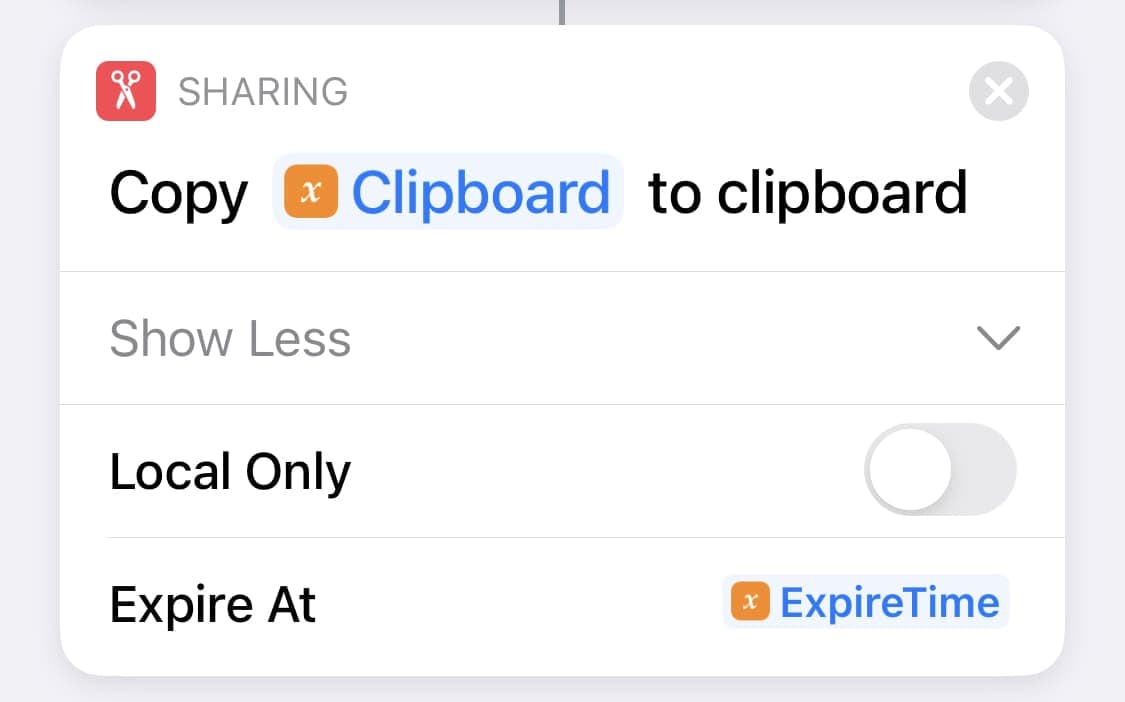 SHARING
Copy x Clipboard to clipboard
Show Less
Local Only
Expire At x ExpireTime